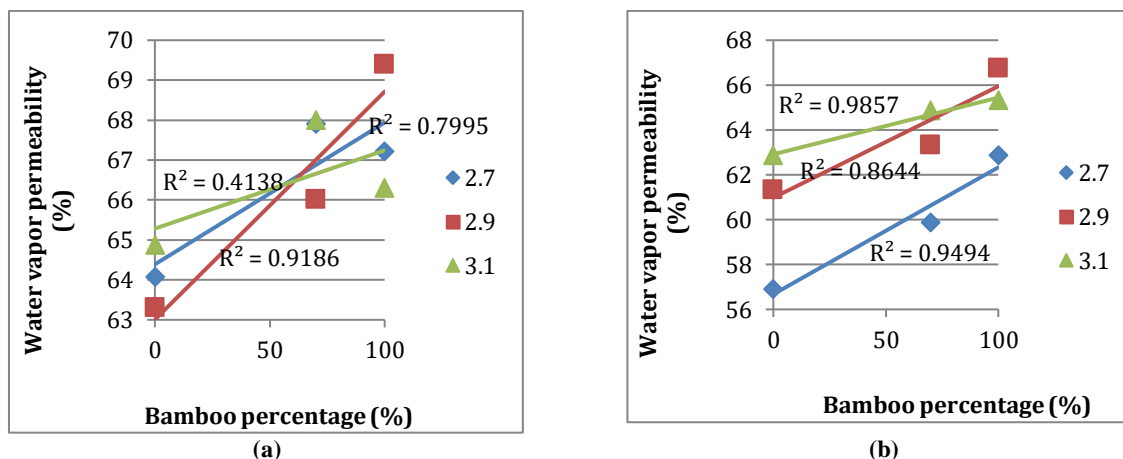 70
69
68
67
66
65
64
63
0
50
100
Water vapor permeability
(%)
Bamboo percentage (%)
R² = 0.7995
R² = 0.4138
R² = 0.9186
2.7
2.9
3.1
(a)
68
66
64
62
60
58
56
0
50
100
Water vapor permeability
(%)
Bamboo percentage (%)
R² = 0.9857
R² = 0.8644
R² = 0.9494
2.7
2.9
3.1
(b)